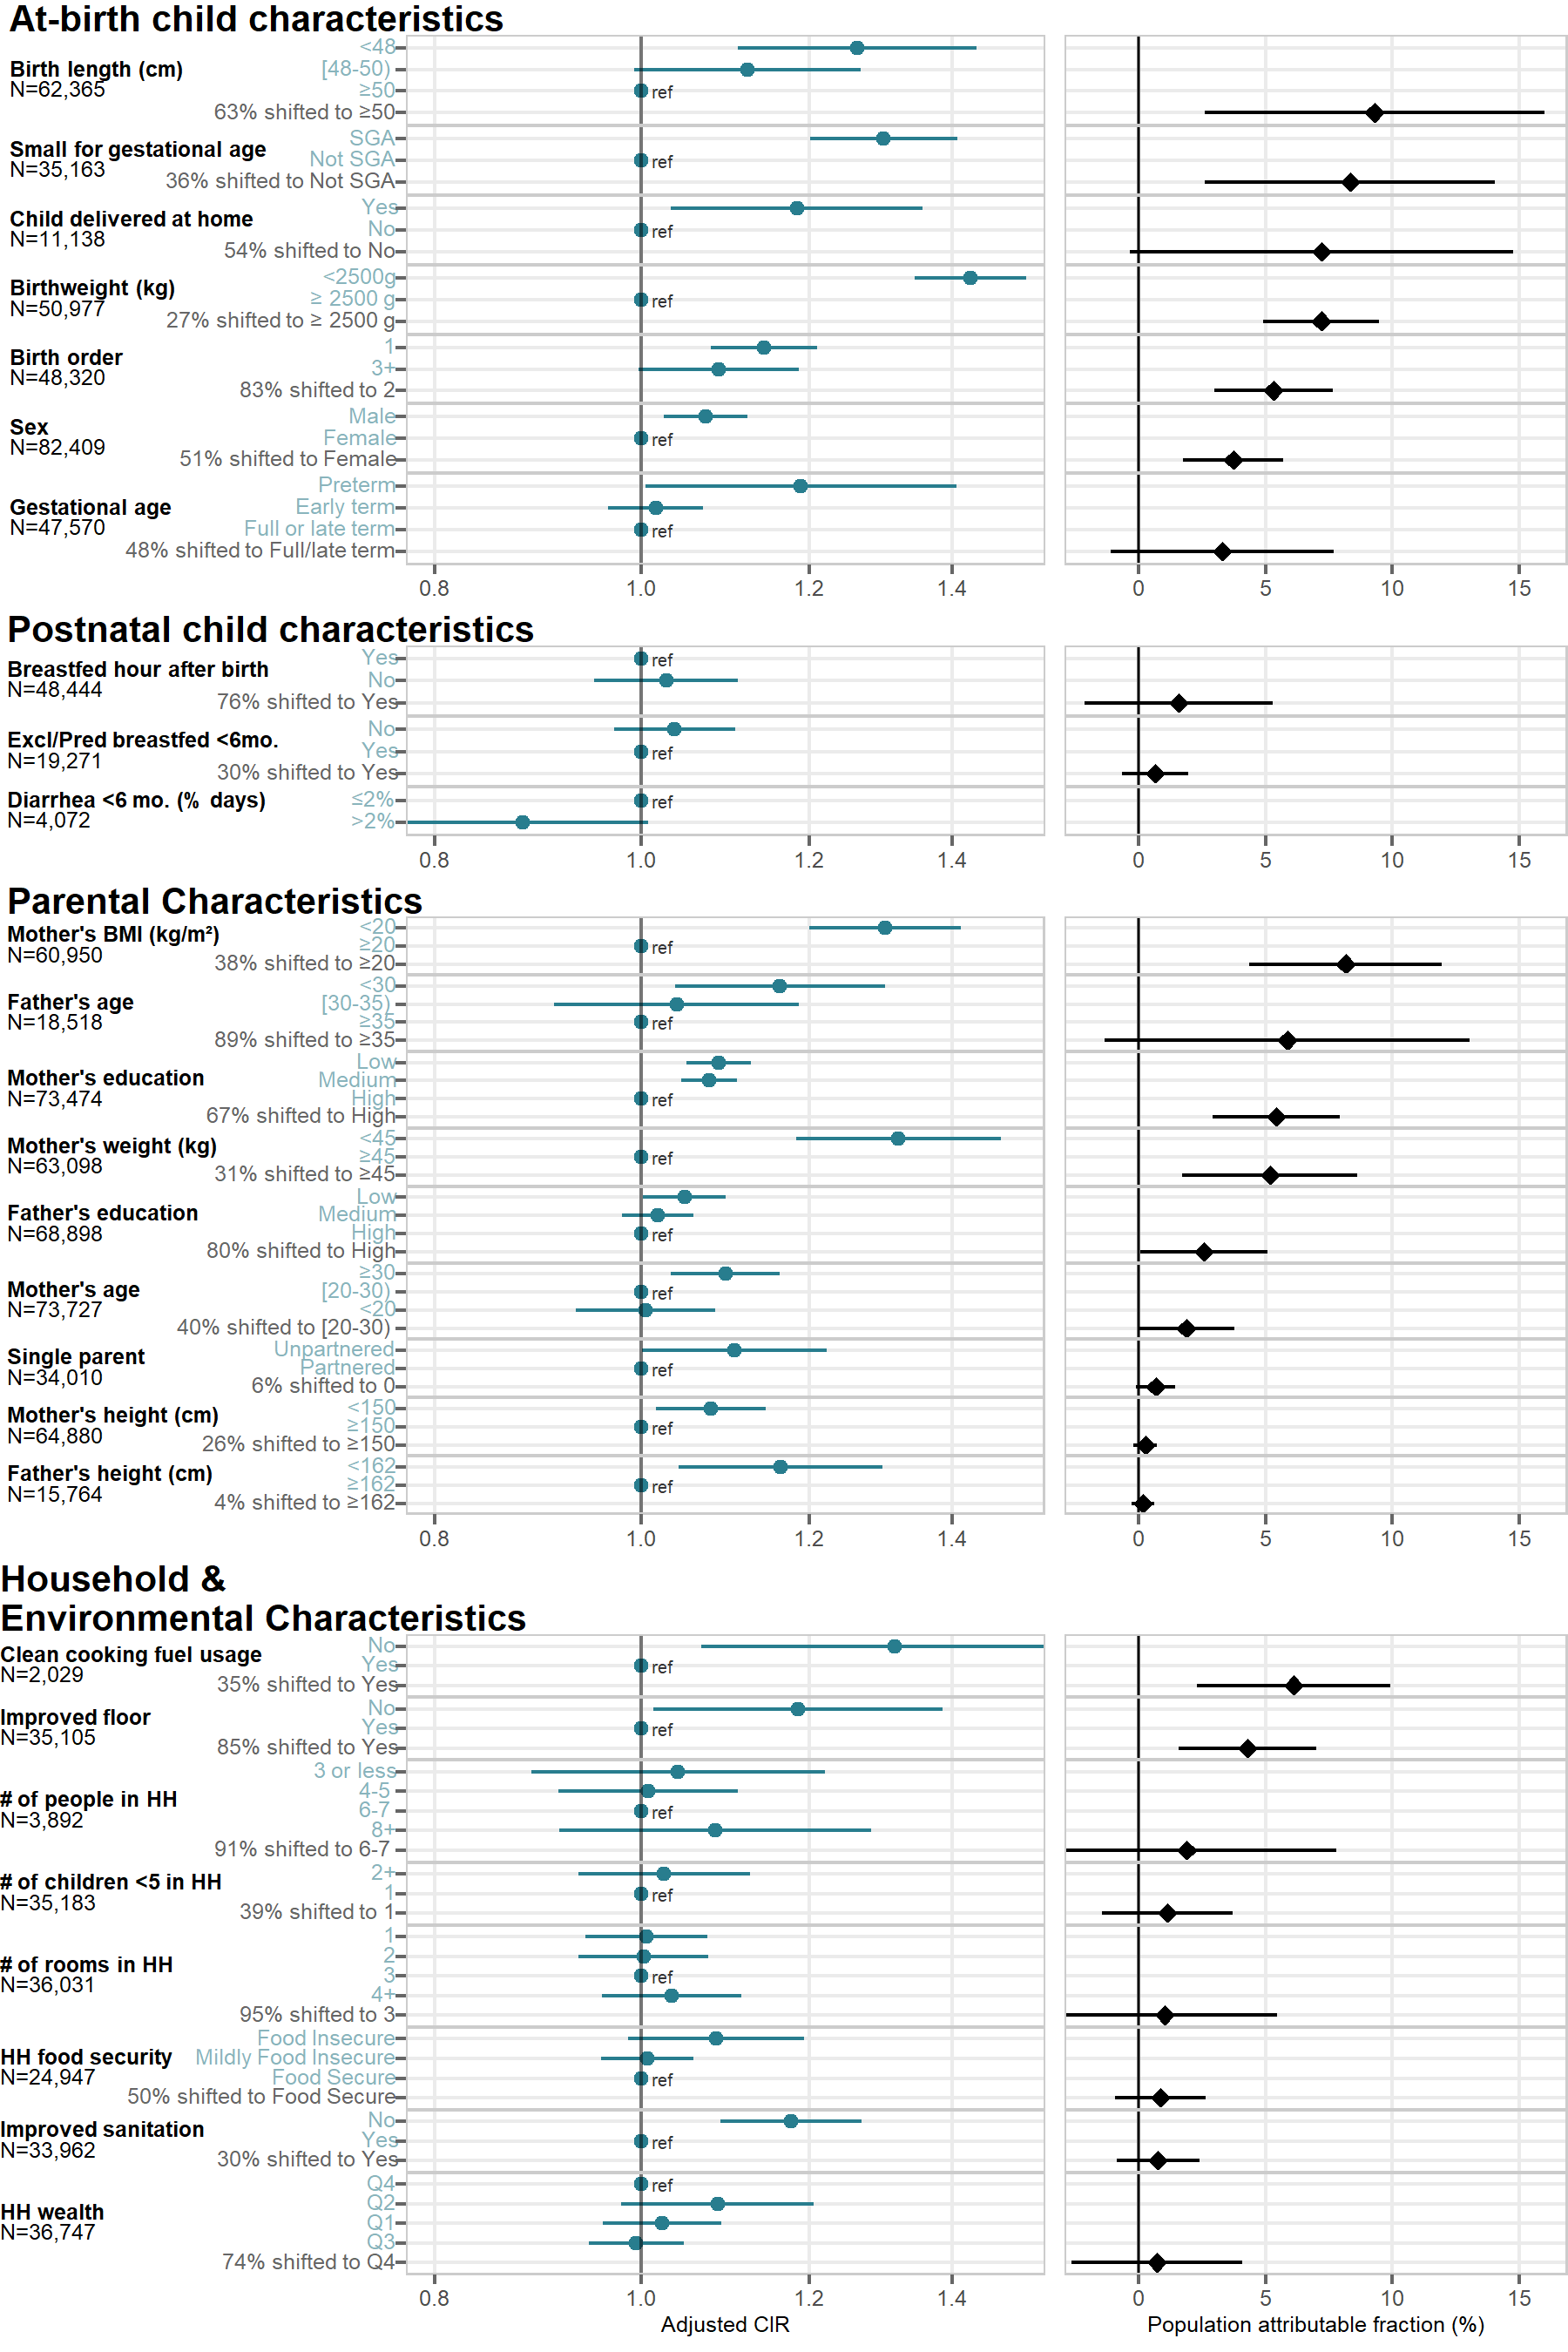 At-birth child characteristics
Birth length (cm)
N=62,365
<48
[48-50)
≥50
63% shifted to ≥50
ref
Small for gestational age
N=35,163
SGA
Not SGA
36% shifted to Not SGA
ref
Child delivered at home
N=11,138
Yes
No
54% shifted to No
ref
Birthweight (kg)
N=50,977
<2500g
≥ 2500 g
27% shifted to ≥ 2500 g
ref
Birth order
N=48,320
1
3+
83% shifted to 2
Sex
N=82,409
Male
Female
51% shifted to Female
ref
Gestational age
N=47,570
Preterm
Early term
Full or late term
48% shifted to Full/late term
ref
0.8 1.0 1.2 1.4
0 5 10 15
Postnatal child characteristics
Breastfed hour after birth
N=48,444
Yes
No
76% shifted to Yes
ref
Excl/Pred breastfed <6mo.
N=19,271
No
Yes
30% shifted to Yes
ref
Diarrhea <6 mo. (% days)
N=4,072
≤2%
>2%
ref
0.8 1.0 1.2 1.4
0 5 10 15
Parental Characteristics
Mother's BMI (kg/m²)
N=60,950
<20
≥20
38% shifted to ≥20
ref
Father's age
N=18,518
<30
[30-35)
≥35
89% shifted to ≥35
ref
Mother's education
N=73,474
Low
Medium
High
67% shifted to High
ref
Mother's weight (kg)
N=63,098
<45
≥45
31% shifted to ≥45
ref
Father's education
N=68,898
Low
Medium
High
80% shifted to High
ref
Mother's age
N=73,727
≥30
[20-30)
<20
40% shifted to [20-30)
ref
Single parent
N=34,010
Unpartnered
Partnered
6% shifted to 0
ref
Mother's height (cm)
N=64,880
<150
≥150
26% shifted to ≥150
ref
Father's height (cm)
N=15,764
<162
≥162
4% shifted to ≥162
ref
0.8 1.0 1.2 1.4
0 5 10 15
Household &
Environmental Characteristics
Clean cooking fuel usage
N=2,029
No
Yes
35% shifted to Yes
ref
Improved floor
N=35,105
No
Yes
85% shifted to Yes
ref
# of people in HH
N=3,892
3 or less
4-5
6-7
8+
91% shifted to 6-7
ref
# of children <5 in HH
N=35,183
2+
1
39% shifted to 1
ref
# of rooms in HH
N=36,031
1
2
3
4+
95% shifted to 3
ref
HH food security
N=24,947
Food Insecure
Mildly Food Insecure
Food Secure
50% shifted to Food Secure
ref
Improved sanitation
N=33,962
No
Yes
30% shifted to Yes
ref
HH wealth
N=36,747
Q4
Q2
Q1
Q3
74% shifted to Q4
ref
0.8 1.0 1.2 1.4
0 5 10 15
Adjusted CIR
Population attributable fraction (%)